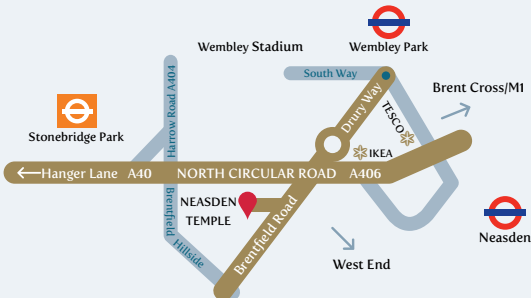 Wembley Stadium
Wembley Park
South Way
Brent Cross/M1
Drury Way
TESCO
Harrow Road A404
Stonebridge Park
IKEA
Hanger Lane A40 NORTH CIRCULAR ROAD A406
Brentfield
NEASDEN
TEMPLE
Brentfield Road
Hillside
West End
Neasden